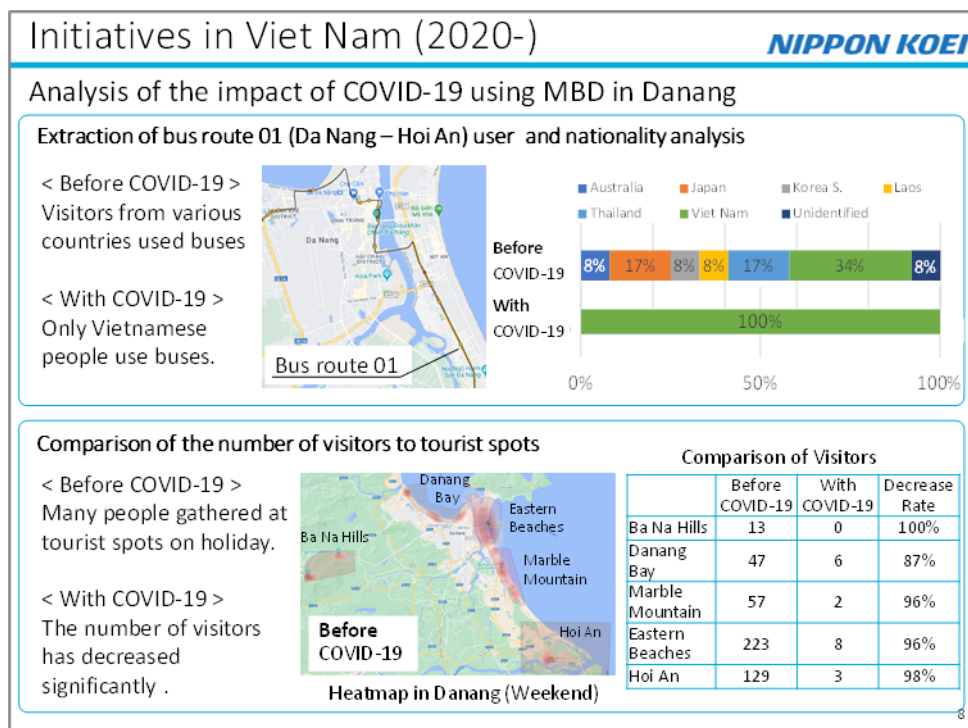 Initiatives in Viet Nam (2020-)
NIPPON KOEI
Analysis of the impact of COVID-19 using MBD in Danang
Extraction of bus route 01 (Da Nang – Hoi An) user and nationality analysis
< Before COVID-19 >
Visitors from various
countries used buses
< With COVID-19 >
Only Vietnamese
people use buses.
Da Nang
Asia Park
Bus route 01
Australia Japan Korea S. Laos
Thailand Viet Nam Unidentified
Before
COVID-19
8% 17% 8% 8% 17% 34% 8%
With
COVID-19
100%
0% 50% 100%
Comparison of the number of visitors to tourist spots
< Before COVID-19 >
Many people gathered at
tourist spots on holiday.
< With COVID-19 >
The number of visitors
has decreased
significantly .
Danang
Bay
Eastern
Beaches
Ba Na Hills
Marble
Mountain
Hoi An
Before
COVID-19
Heatmap in Danang (Weekend)
Comparison of Visitors
Before COVID-19 With COVID-19 Decrease Rate
Ba Na Hills 13 0 100%
Danang Bay 47 6 87%
Marble Mountain 57 2 96%
Eastern Beaches 223 8 96%
Hoi An 129 3 98%
8